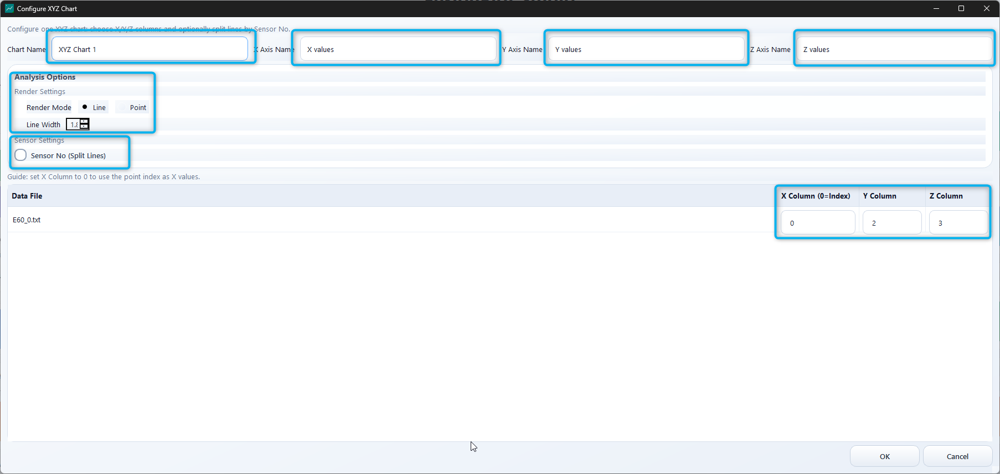 Configure XYZ Chart
Configure one XYZ chart: choose X/Y/Z columns and optionally split lines by Sensor No.
Chart Name XYZ Chart 1 X Axis Name X values Y Axis Name Y values Z Axis Name Z values
Analysis Options
Render Settings
Render Mode Line Point
Line Width 1.8
Sensor Settings
Sensor No (Split Lines)
Guide: set X Column to 0 to use the point index as X values.
Data File X Column (0=Index) Y Column Z Column
E60_0.txt 0 2 3
OK Cancel